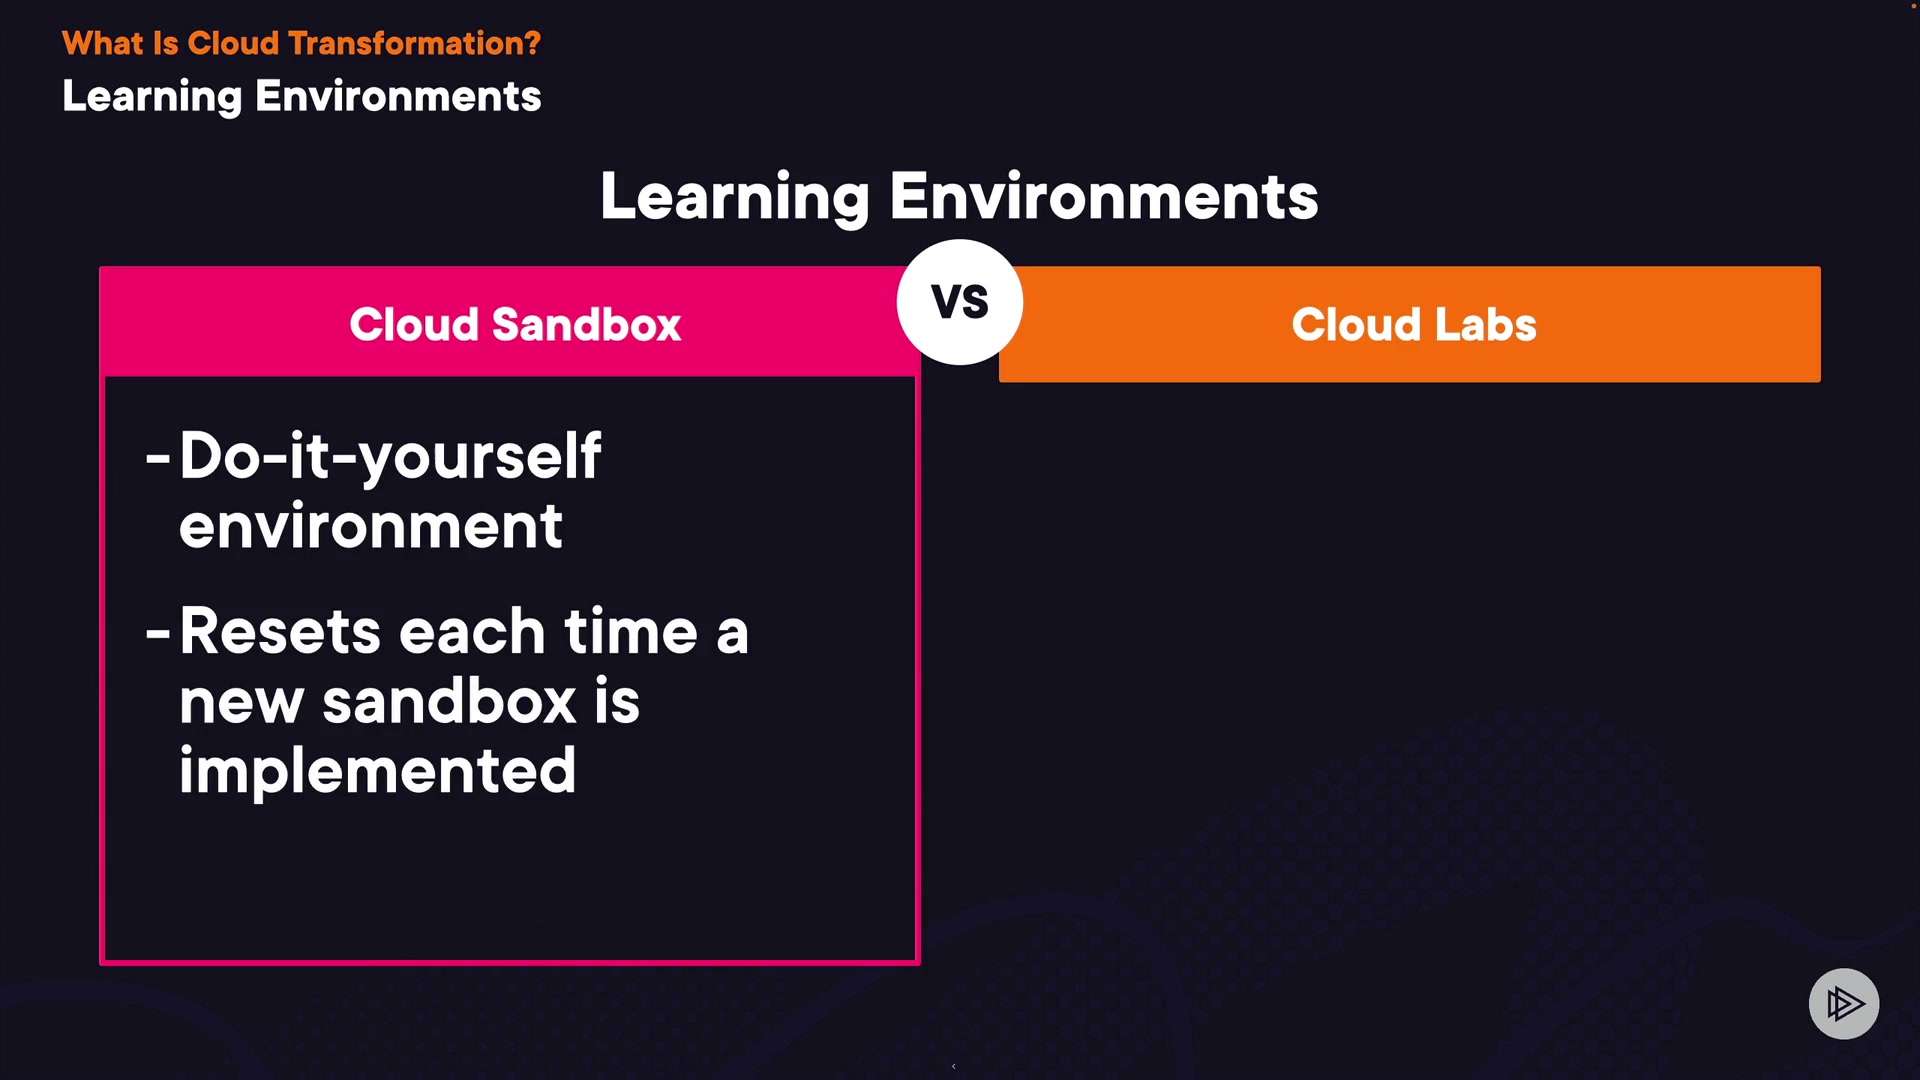 What Is Cloud Transformation?
Learning Environments
Learning Environments
Cloud Sandbox
VS
Cloud Labs
-Do-it-yourself
environment
-Resets each time a
new sandbox is
implemented